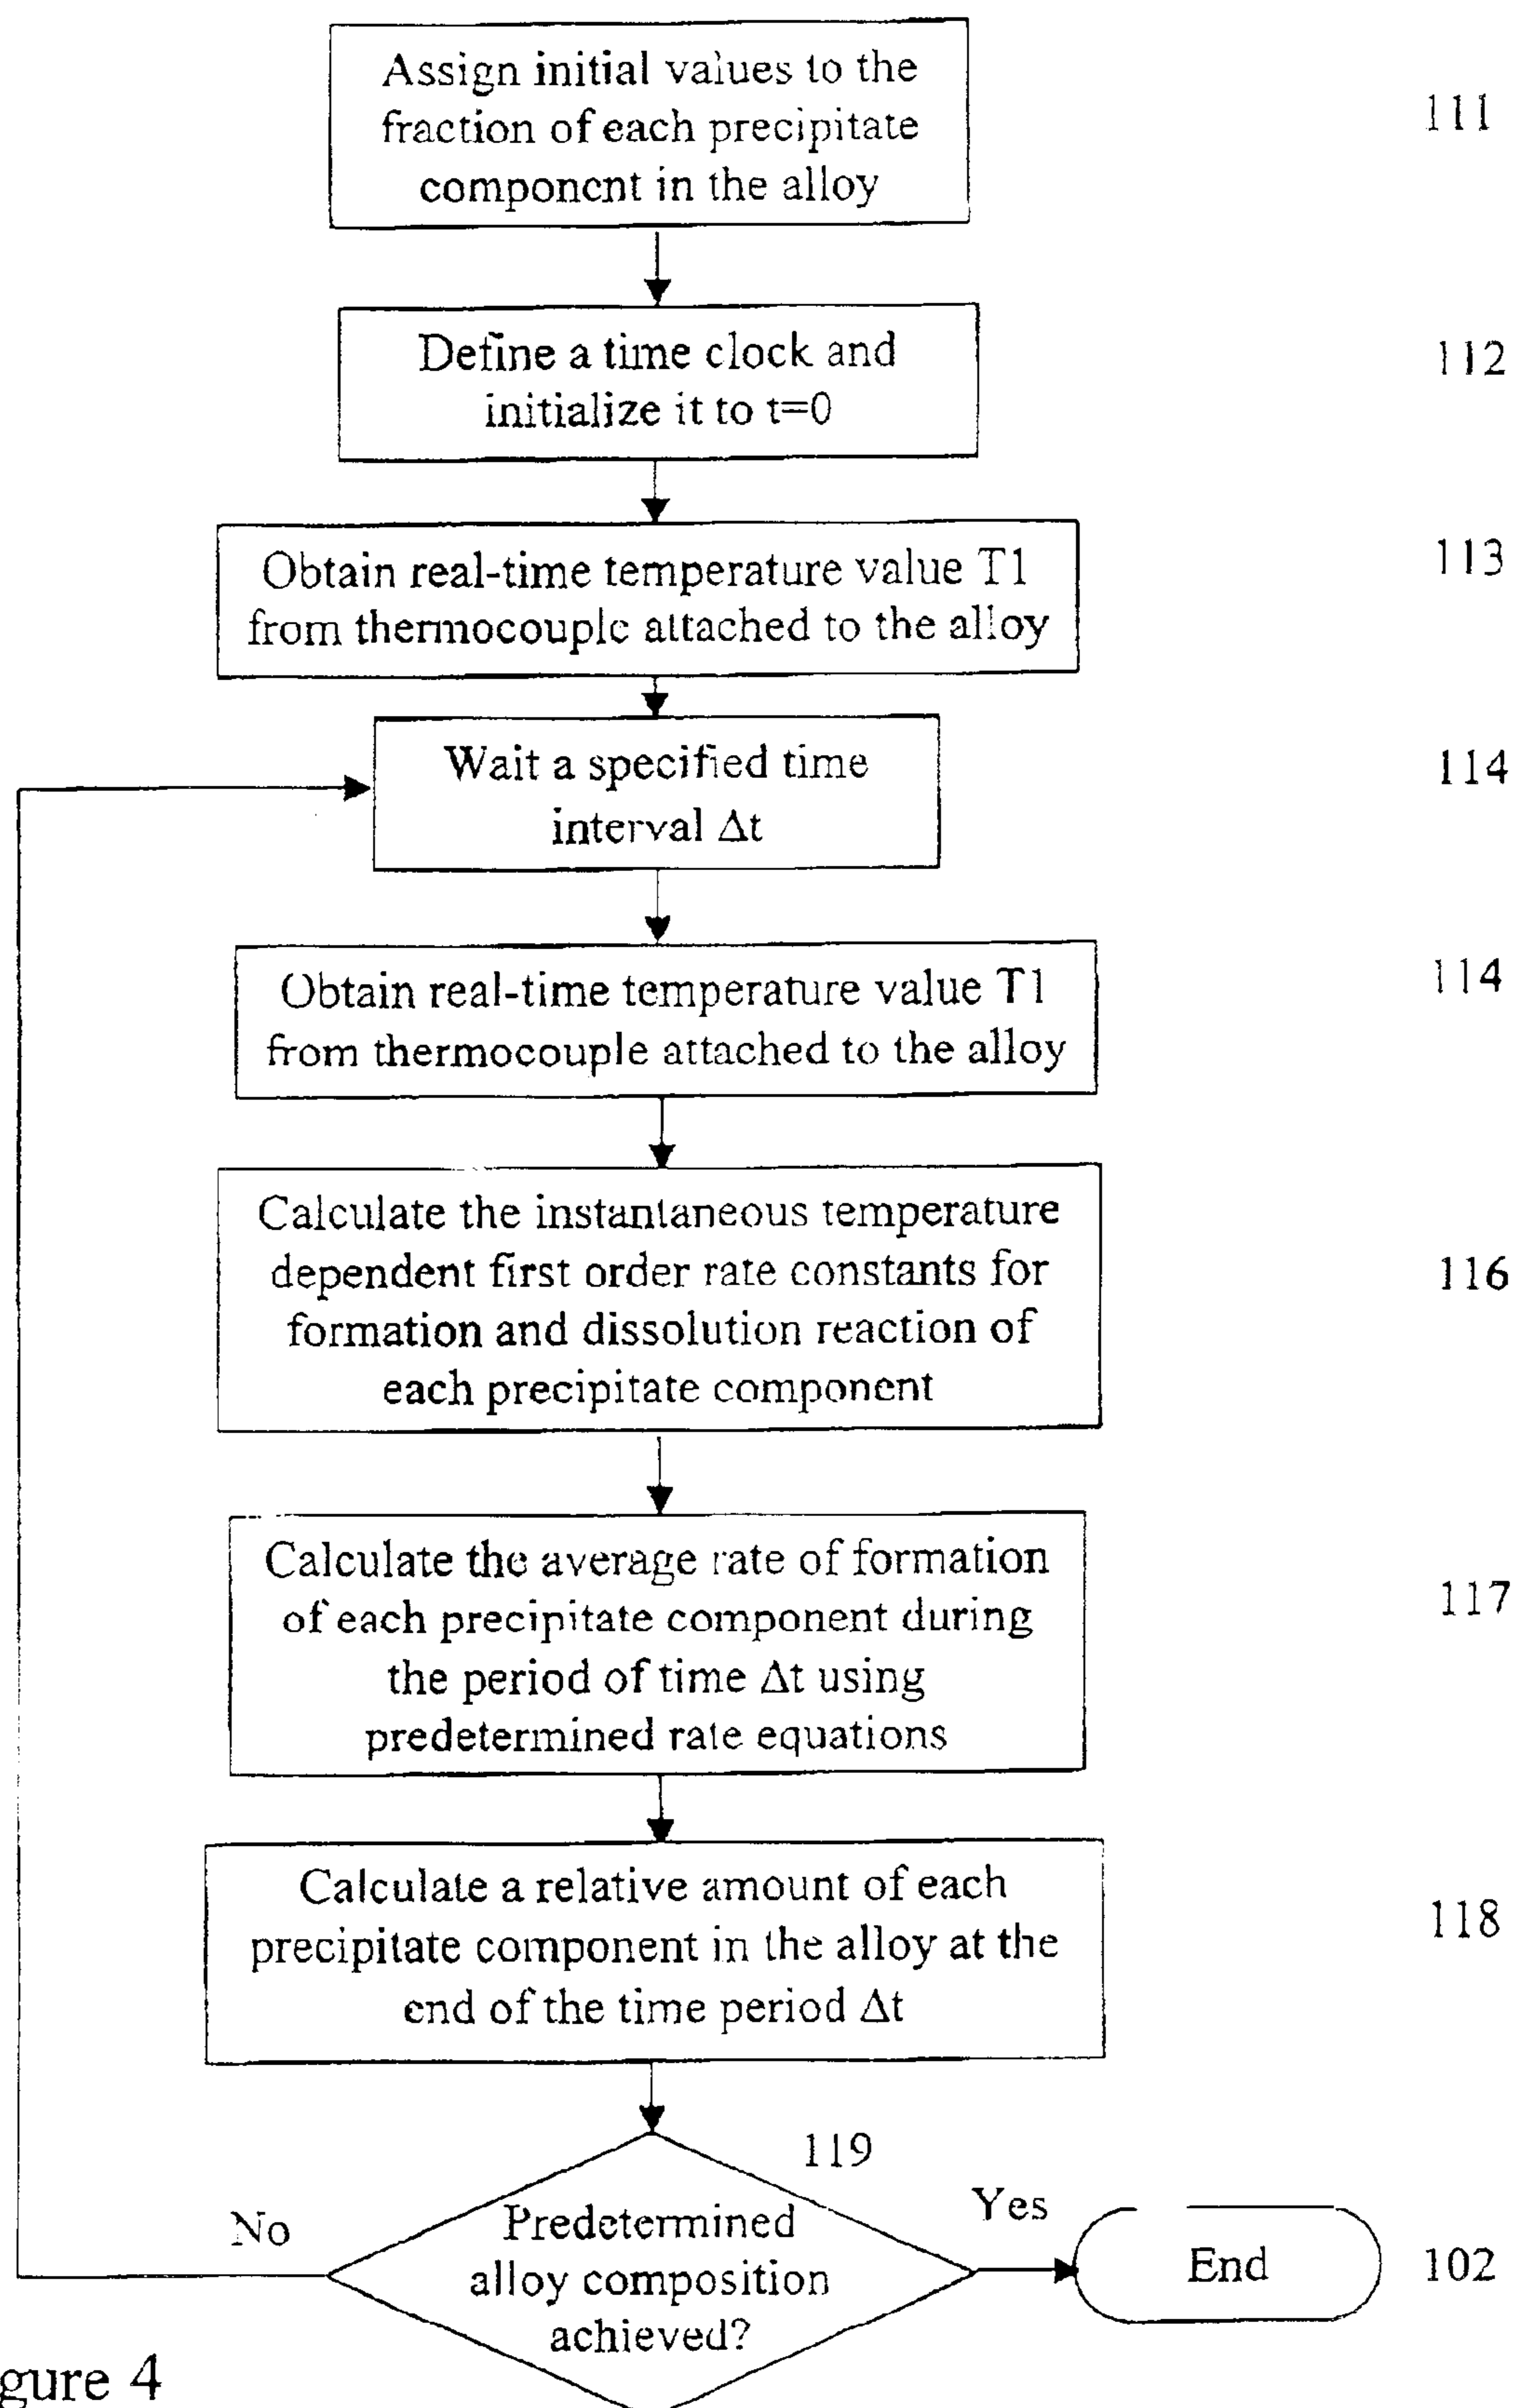 Assign initial values to the
fraction of each precipitate
component in the alloy
111
Define a time clock and
initialize it to t=0
112
Obtain real-time temperature value T1
from thermocouple attached to the alloy
113
Wait a specified time
interval Δt
114
Obtain real-time temperature value T1
from thermocouple attached to the alloy
114
Calculate the instantaneous temperature
dependent first order rate constants for
formation and dissolution reaction of
each precipitate component
116
Calculate the average rate of formation
of each precipitate component during
the period of time Δt using
predetermined rate equations
117
Calculate a relative amount of each
precipitate component in the alloy at the
end of the time period Δt
118
119
No
Predetermined
alloy composition
achieved?
Yes
End
102
gure 4